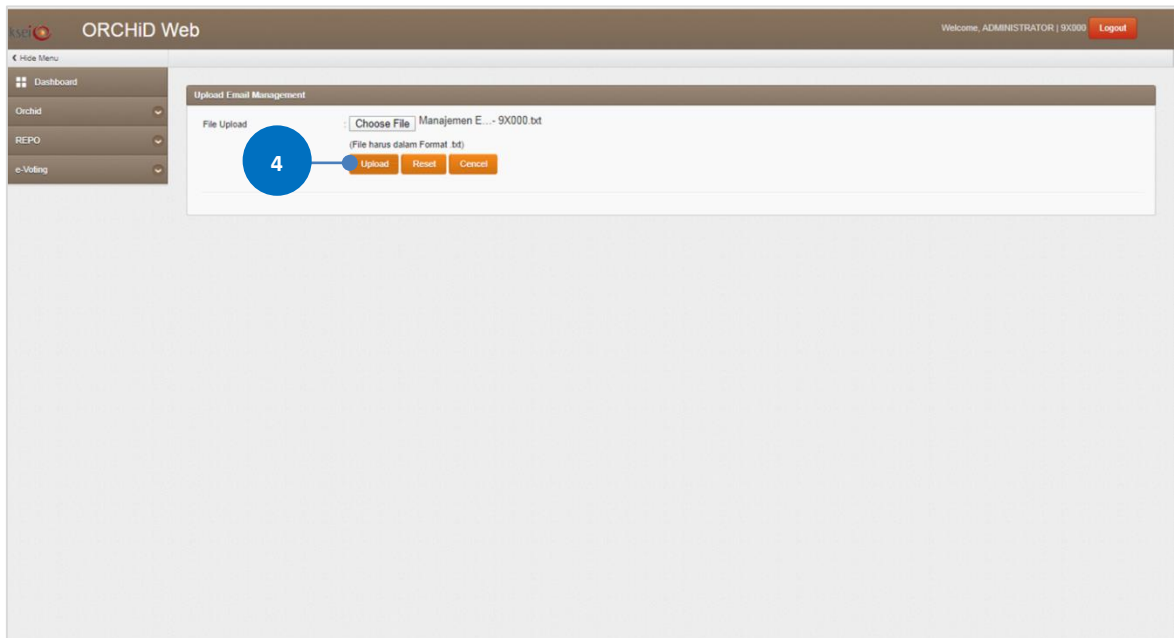 ksei ORCHiD Web
Welcome, ADMINISTRATOR | 9X000 Logout
Hide Menu
Dashboard
Orchid
REPO
e-Voting
Upload Email Management
File Upload : Choose File Manajemen E...- 9X000.txt
(File harus dalam Format .txt)
4
Upload Reset Cencel